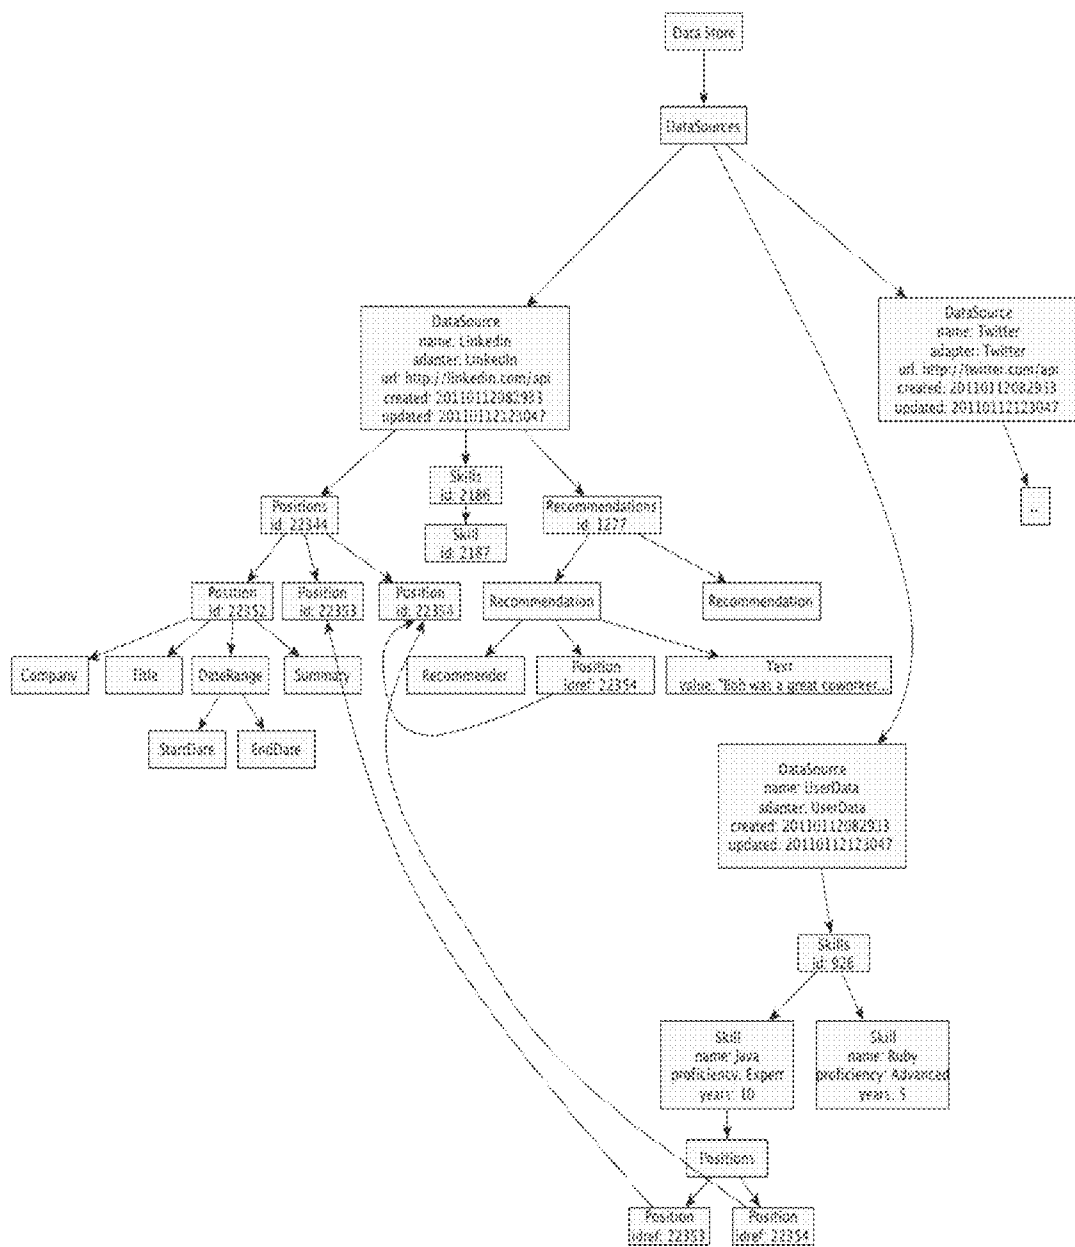 Data Store
DataSources
DataSource
name: LinkedIn
adapter: LinkedIn
url: http://linkedin.com/api
created: 20110112082933
updated: 20110112123047
DataSource
name: Twitter
adapter: Twitter
url: http://twitter.com/api
created: 20110112082933
updated: 20110112123047
Skills
id: 2186
Positions
id: 22344
Recommendations
id: 1277
...
Skill
id: 2187
Position
id: 22352
Position
id: 22353
Position
id: 22354
Recommendation
Recommendation
Company
Title
DateRange
Summary
Recommender
Position
idref: 22354
Text
value: "Bob was a great coworker...
StartDate
EndDate
DataSource
name: UserData
adapter: UserData
created: 20110112082933
updated: 20110112123047
Skills
id: 926
Skill
name: Java
proficiency: Expert
years: 10
Skill
name: Ruby
proficiency: Advanced
years: 5
Positions
Position
idref: 22353
Position
idref: 22354